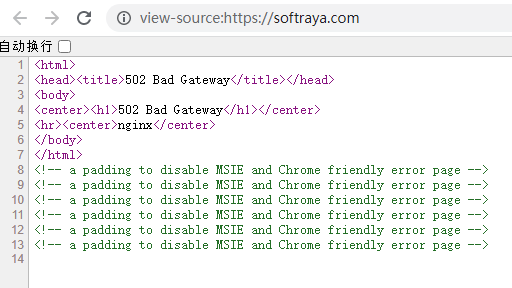 view-source:https://softraya.com
自动换行
1 <html>
2 <head><title>502 Bad Gateway</title></head>
3 <body>
4 <center><h1>502 Bad Gateway</h1></center>
5 <hr><center>nginx</center>
6 </body>
7 </html>
8 <!-- a padding to disable MSIE and Chrome friendly error page -->
9 <!-- a padding to disable MSIE and Chrome friendly error page -->
10 <!-- a padding to disable MSIE and Chrome friendly error page -->
11 <!-- a padding to disable MSIE and Chrome friendly error page -->
12 <!-- a padding to disable MSIE and Chrome friendly error page -->
13 <!-- a padding to disable MSIE and Chrome friendly error page -->
14